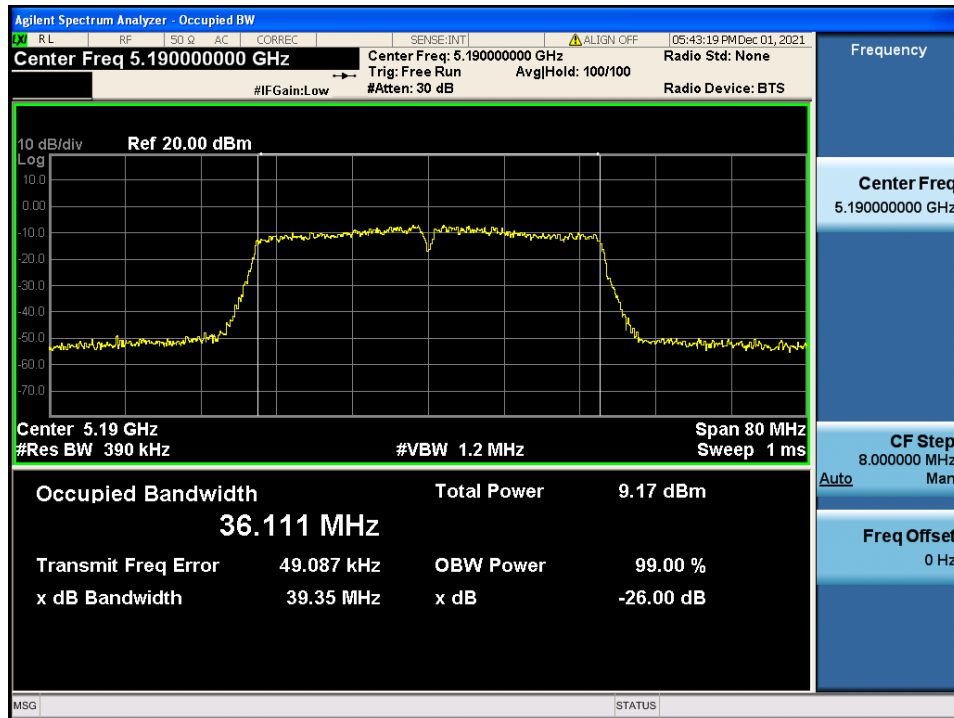 Agilent Spectrum Analyzer - Occupied BW
LXI RL RF 50 Ω AC CORREC SENSE:INT ALIGN OFF 05:43:19 PM Dec 01, 2021
Center Freq 5.190000000 GHz
Center Freq: 5.190000000 GHz
Radio Std: None
Trig: Free Run Avg|Hold: 100/100
#IFGain:Low
#Atten: 30 dB
Radio Device: BTS
10 dB/div Ref 20.00 dBm
Log
10.0
0.00
-10.0
-20.0
-30.0
-40.0
-50.0
-60.0
-70.0
Center 5.19 GHz Span 80 MHz
#Res BW 390 kHz #VBW 1.2 MHz Sweep 1 ms
Occupied Bandwidth Total Power 9.17 dBm
36.111 MHz
Transmit Freq Error 49.087 kHz OBW Power 99.00 %
x dB Bandwidth 39.35 MHz x dB -26.00 dB
Frequency
Center Freq
5.190000000 GHz
CF Step
8.000000 MHz
Auto Man
Freq Offset
0 Hz
MSG STATUS